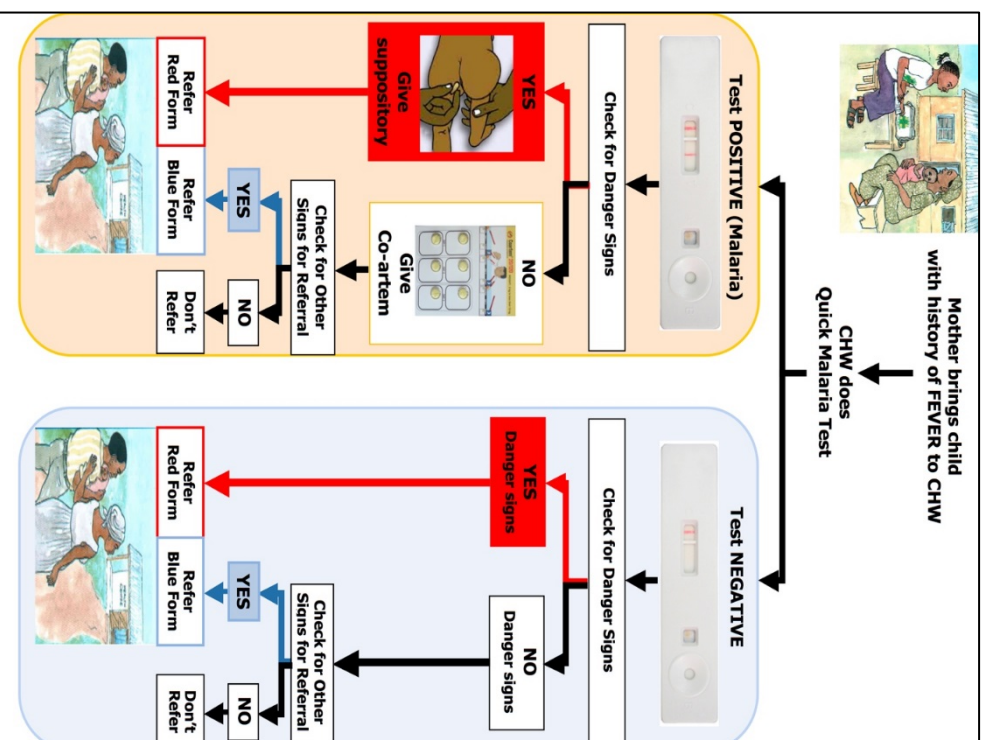 Mother brings child
with history of FEVER to CHW
CHW does
Quick Malaria Test
Test POSITIVE (Malaria)
Check for Danger Signs
YES
Give
suppository
NO
Give
Co-artem
Check for Other
Signs for Referral
YES
NO
Refer
Red Form
Refer
Blue Form
Don't
Refer
Test NEGATIVE
Check for Danger Signs
YES
Danger signs
NO
Danger signs
Check for Other
Signs for Referral
YES
NO
Refer
Red Form
Refer
Blue Form
Don't
Refer